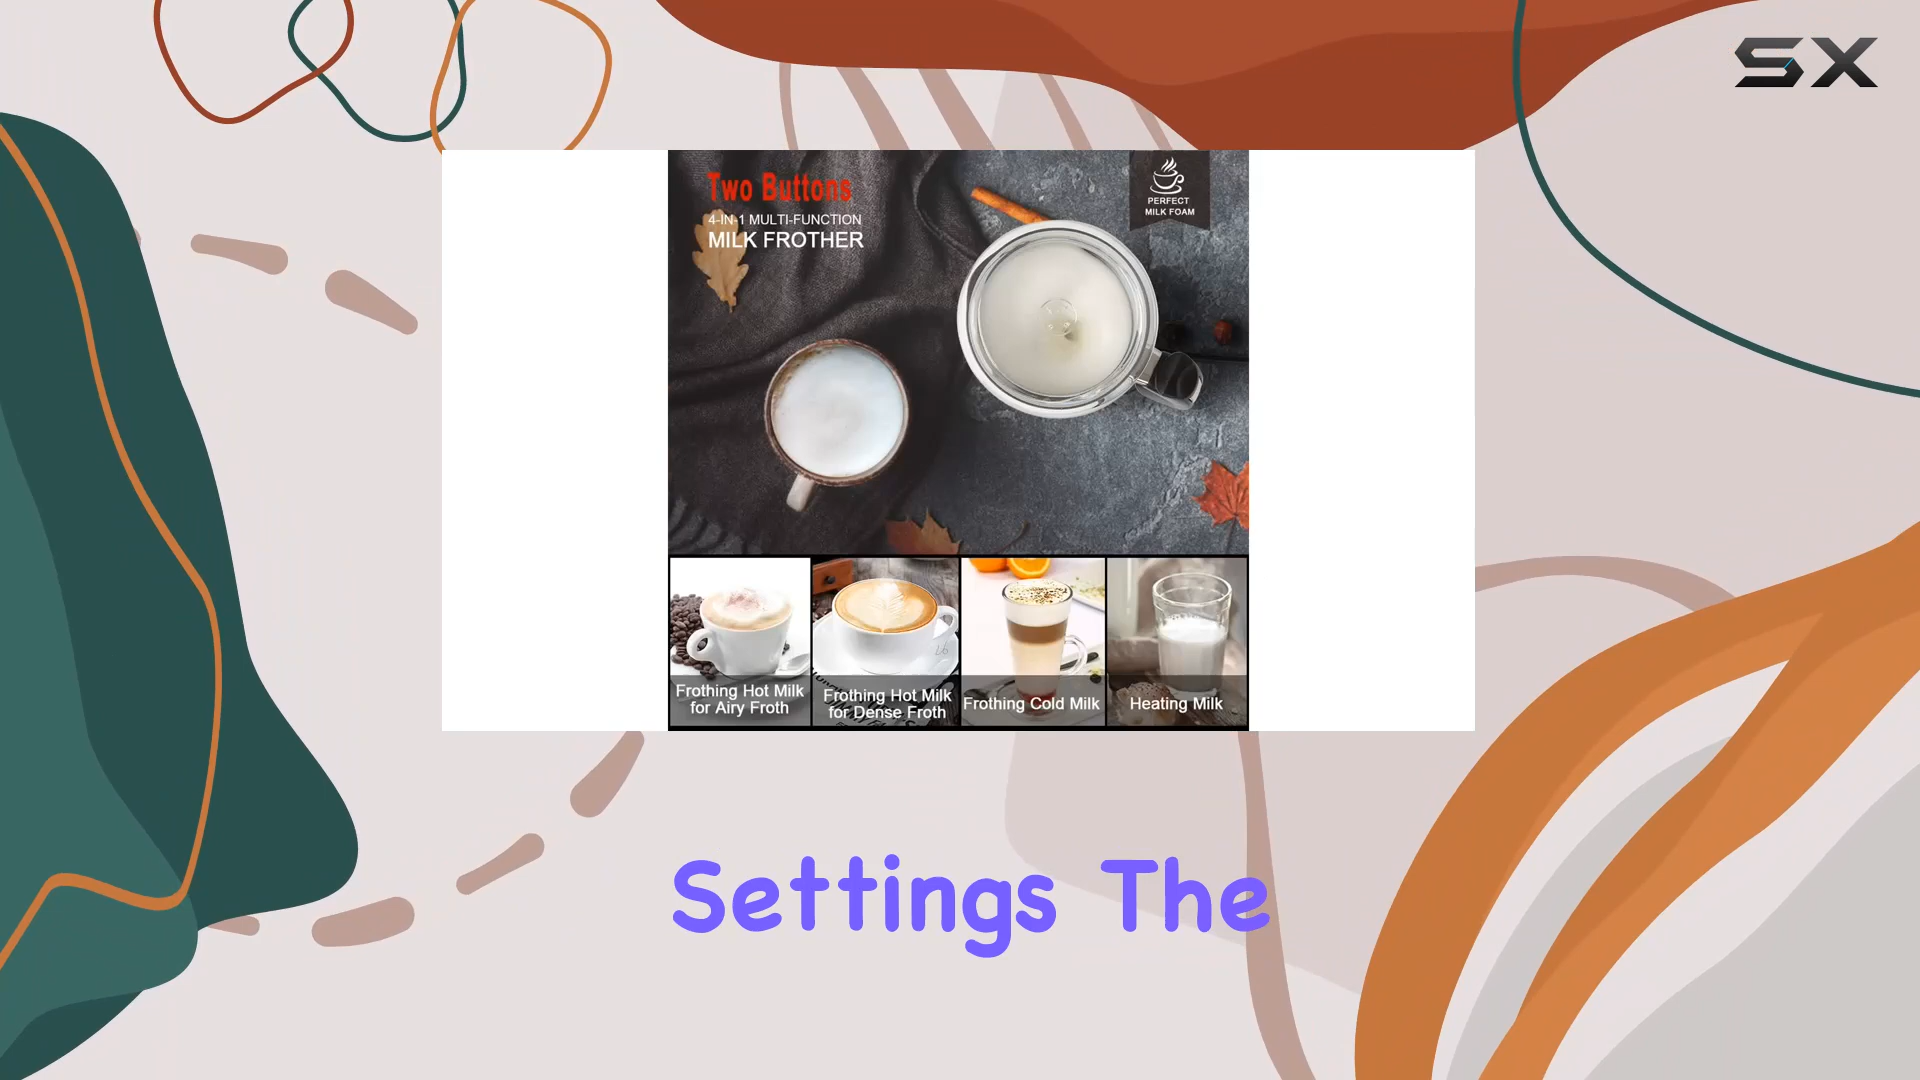 SX
Two Buttons
4-IN-1 MULTI-FUNCTION
MILK FROTHER
PERFECT
MILK FOAM
Frothing Hot Milk
for Airy Froth
Frothing Hot Milk
for Dense Froth
Frothing Cold Milk
Heating Milk
Settings The